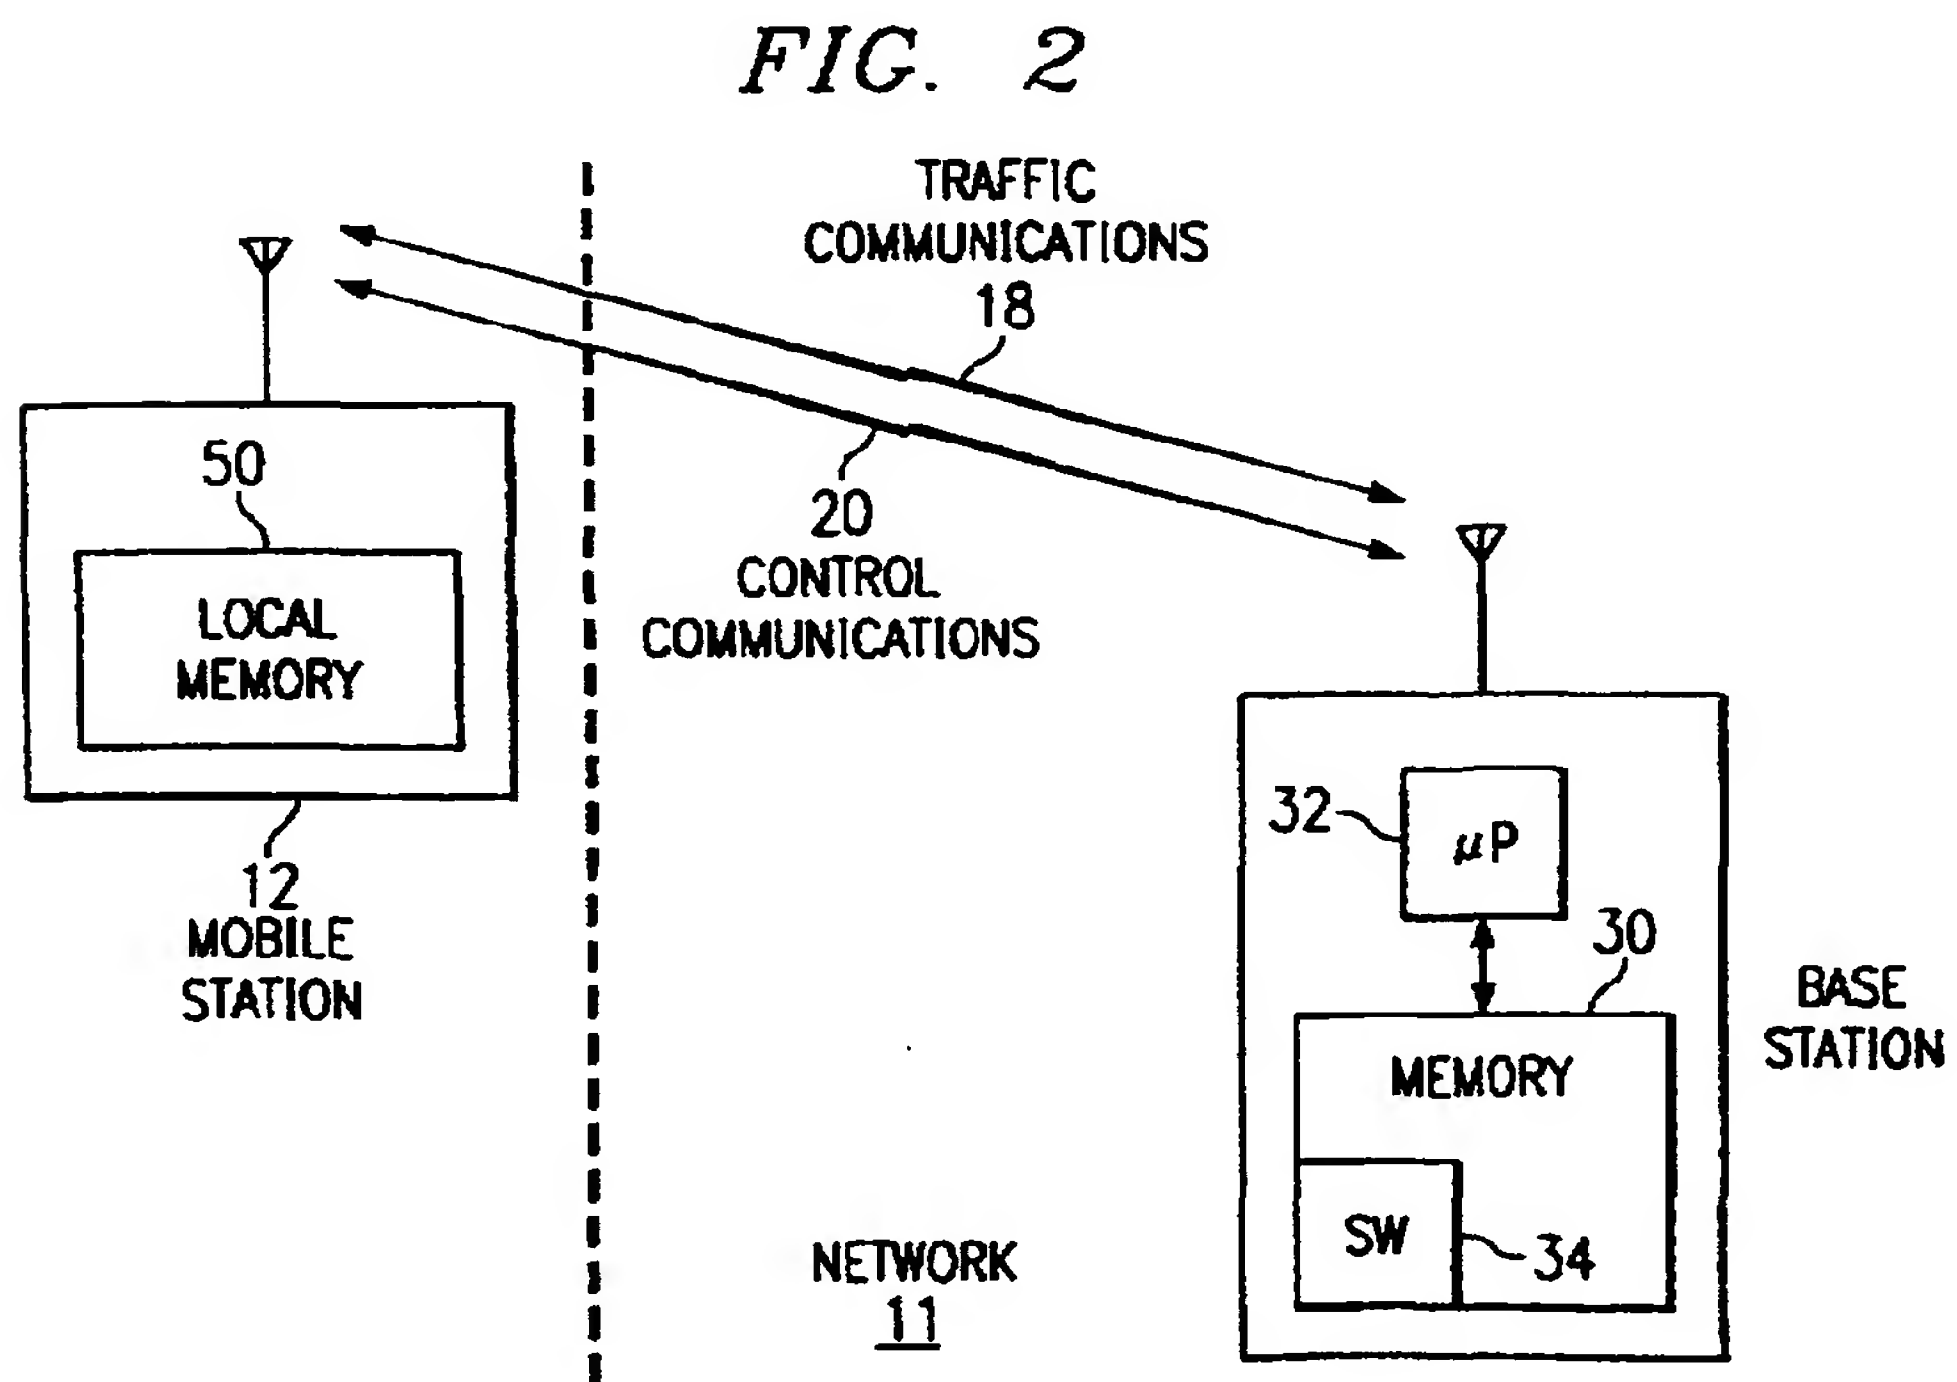 FIG. 2
TRAFFIC
COMMUNICATIONS
18
50
LOCAL
MEMORY
20
CONTROL
COMMUNICATIONS
12
MOBILE
STATION
32
μP
30
MEMORY
BASE
STATION
SW
34
NETWORK
11